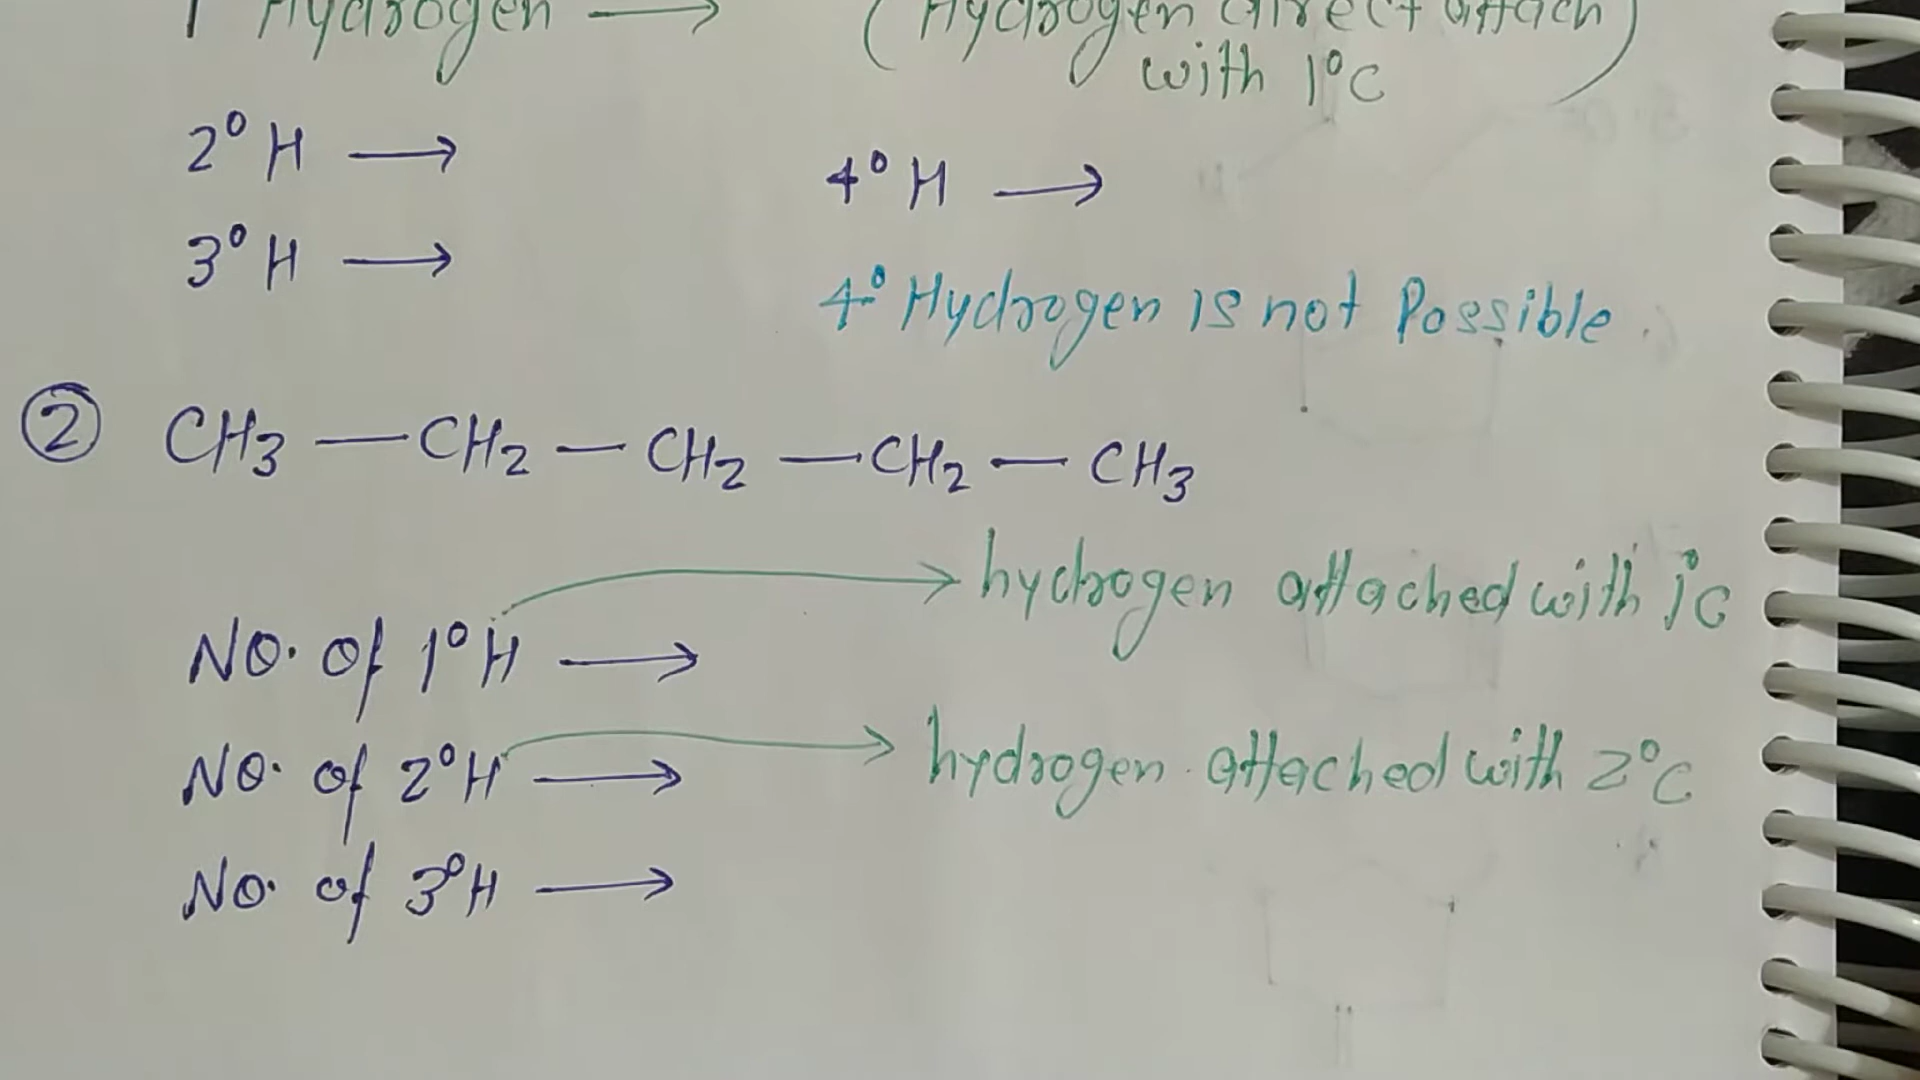 1 Hydrogen → (Hydrogen direct attach
with 1°C)
2°H →
4°H →
3°H →
4° Hydrogen is not Possible.
② CH3 — CH2 — CH2 — CH2 — CH3
hydrogen attached with 1°C
No. of 1°H →
No. of 2°H → hydrogen attached with 2°C
No. of 3°H →